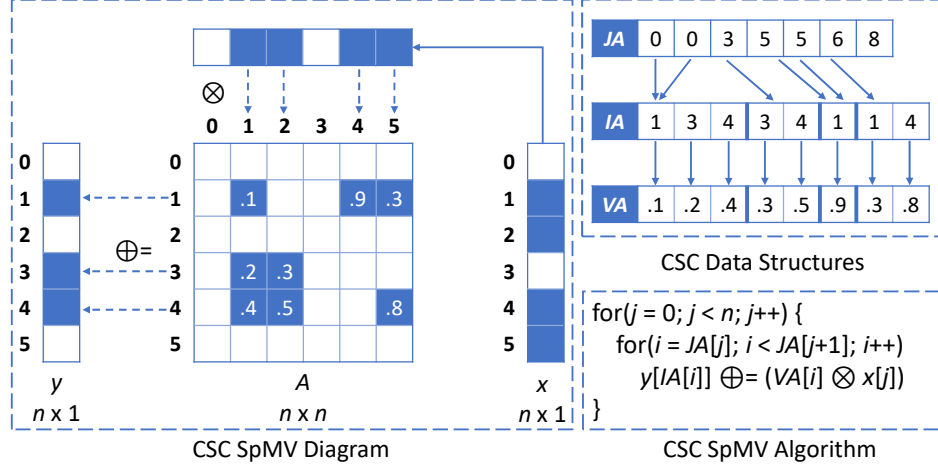 ⊗
0 1 2 3 4 5
0
1
2
3
4
5
y
n x 1
⊕=
0
1
2
3
4
5
.1 .9 .3
.2 .3
.4 .5 .8
A
n x n
0
1
2
3
4
5
x
n x 1
CSC SpMV Diagram
JA 0 0 3 5 5 6 8
IA 1 3 4 3 4 1 1 4
VA .1 .2 .4 .3 .5 .9 .3 .8
CSC Data Structures
for(j = 0; j < n; j++) {
for(i = JA[j]; i < JA[j+1]; i++)
y[IA[i]] ⊕= (VA[i] ⊗ x[j])
}
CSC SpMV Algorithm